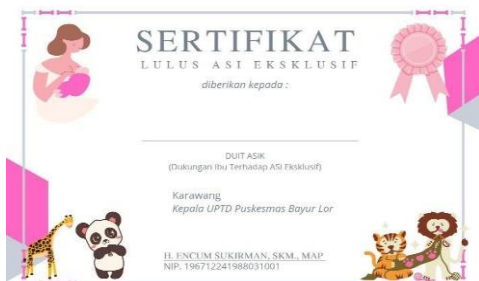 SERTIFIKAT
LULUS ASI EKSKLUSIF
diberikan kepada :
DUIT ASIK
(Dukungan Ibu Terhadap ASI Eksklusif)
Karawang
Kepala UPTD Puskesmas Bayur Lor
H. ENCUM SUKIRMAN, SKM., MAP
NIP. 196712241988031001